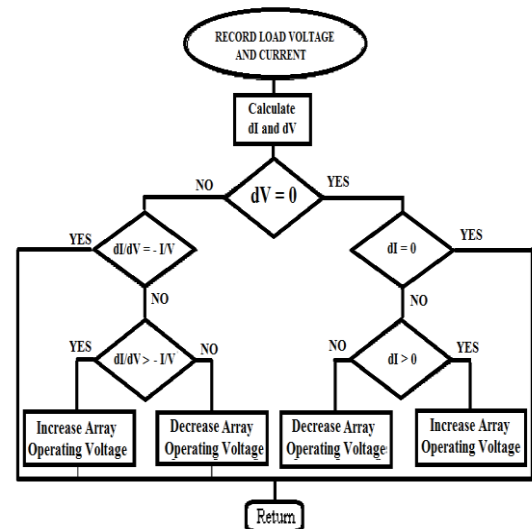 RECORD LOAD VOLTAGE
AND CURRENT
Calculate
dI and dV
NO
YES
dV = 0
YES
dI/dV = - I/V
dI = 0
YES
NO
NO
YES
dI/dV > - I/V
NO
NO
dI > 0
YES
Increase Array
Operating Voltage
Decrease Array
Operating Voltage
Decrease Array
Operating Voltage
Increase Array
Operating Voltage
Return